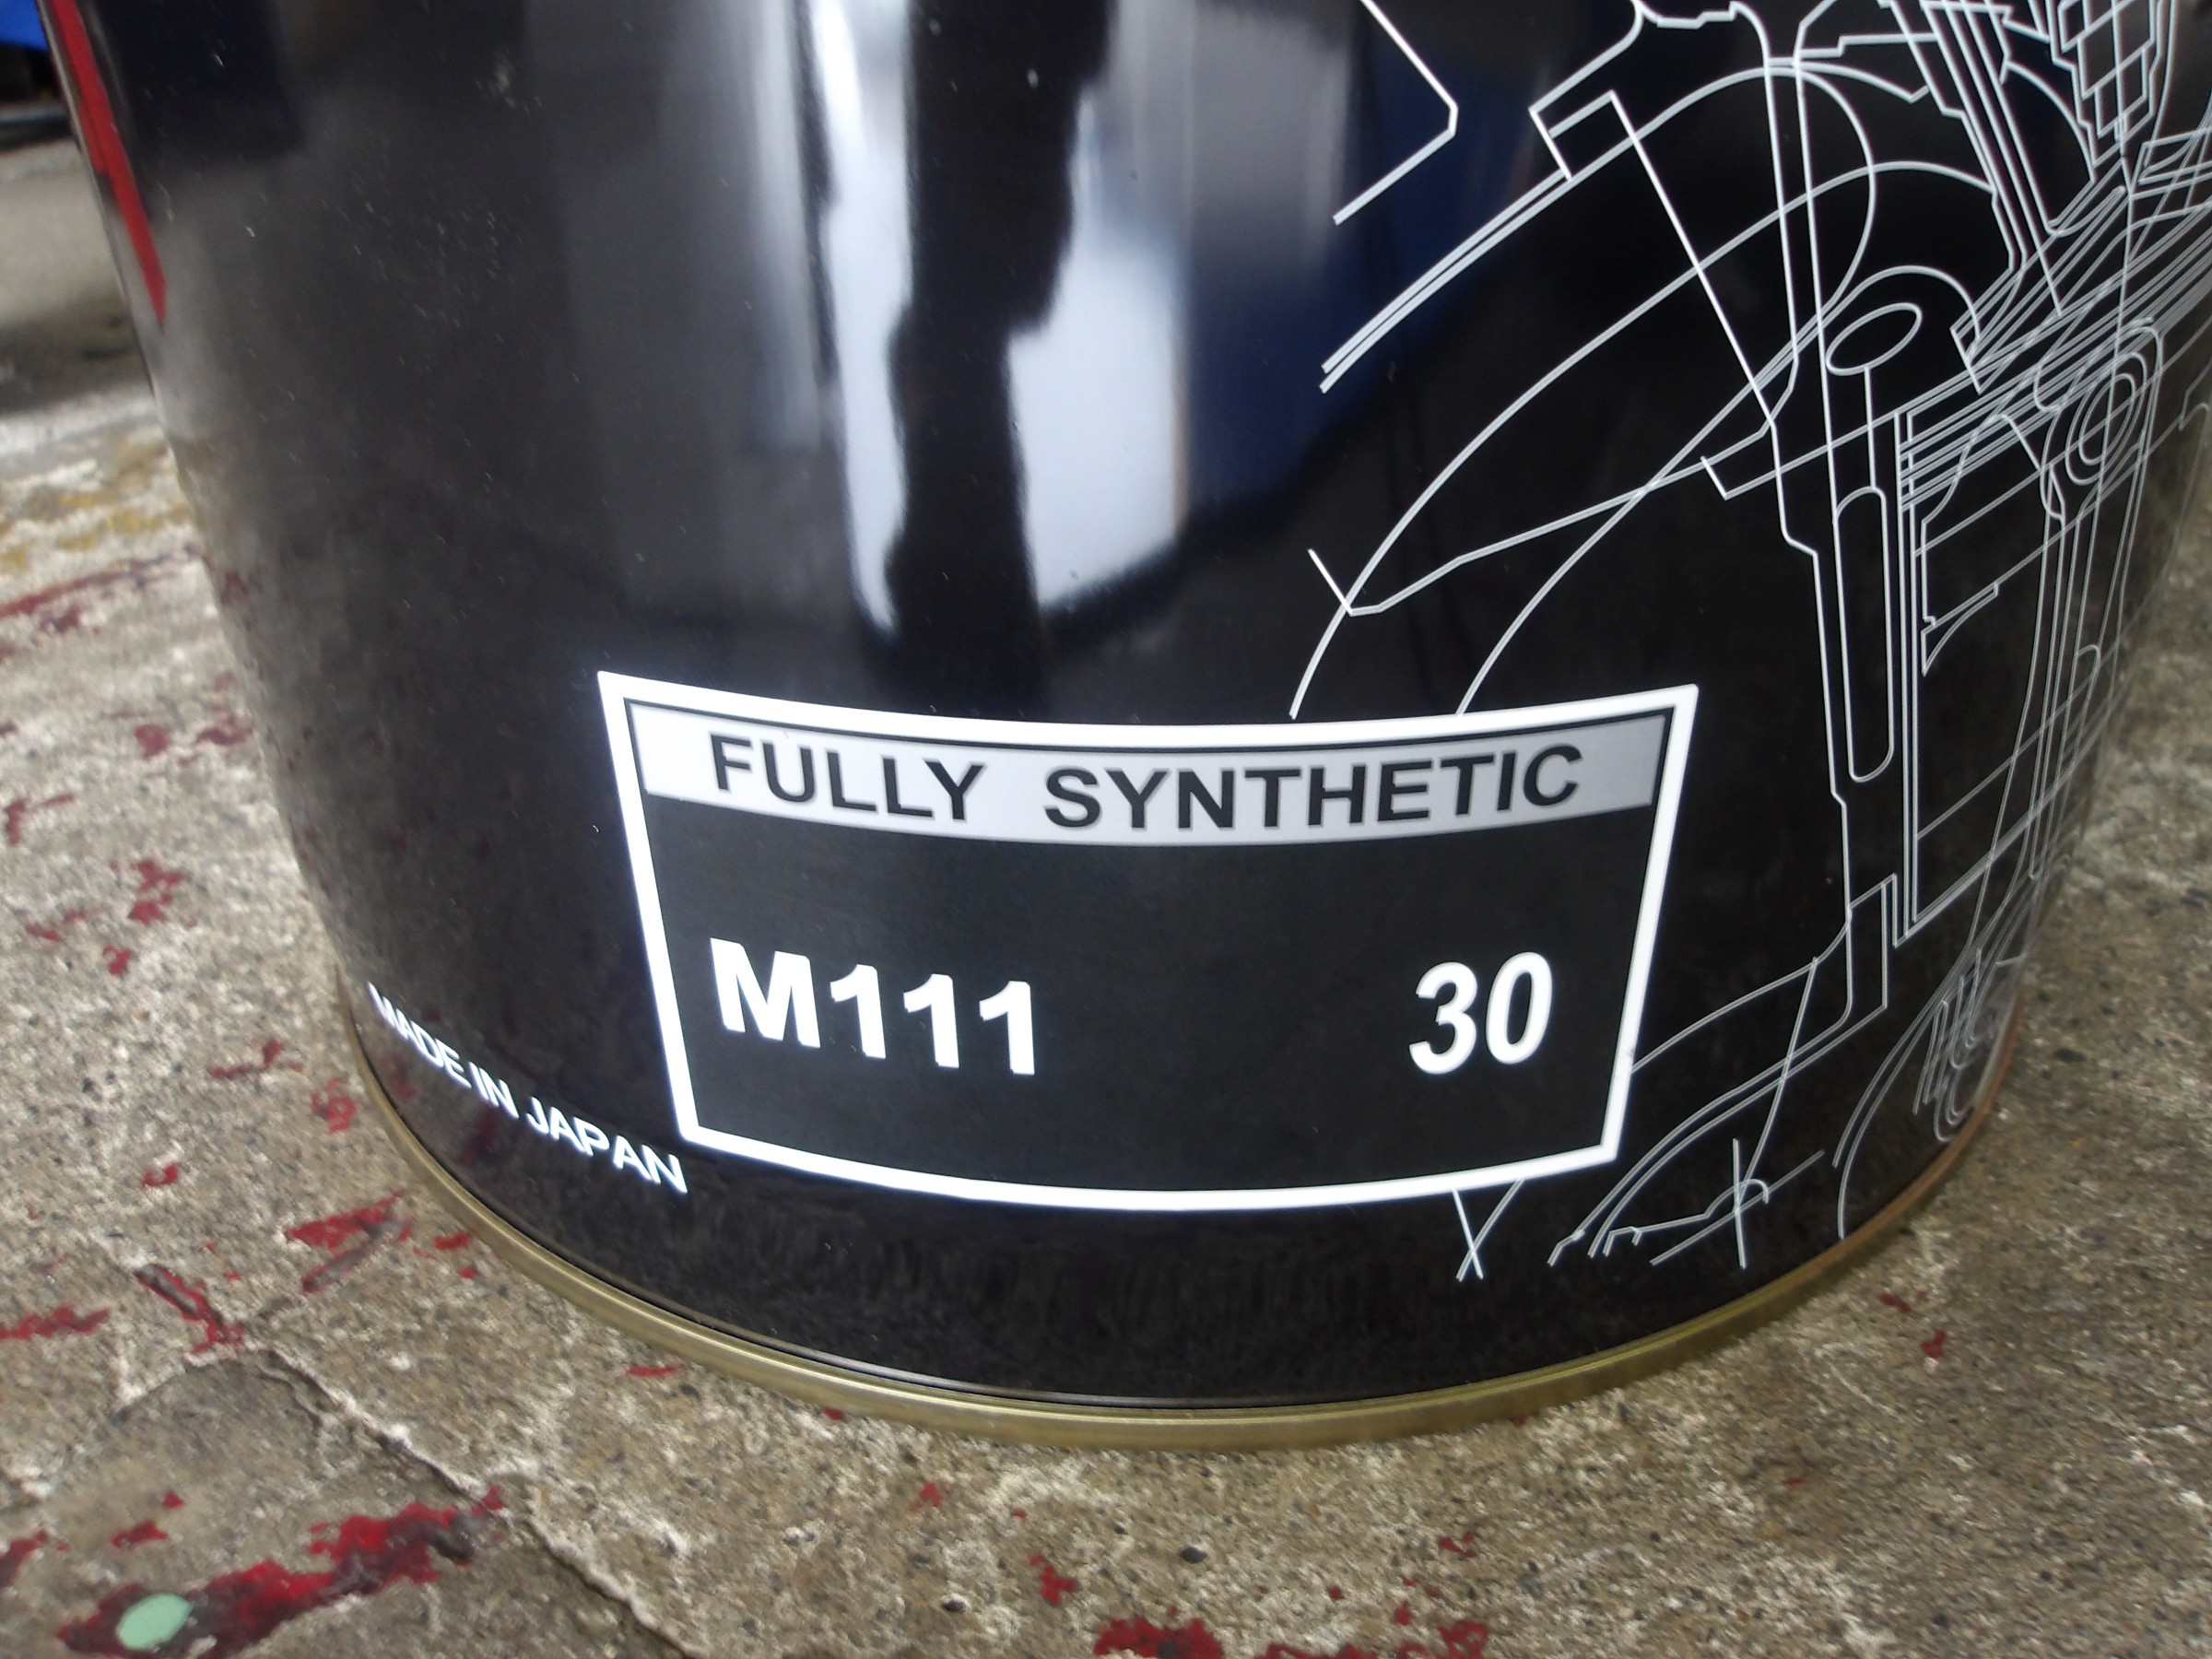 FULLY SYNTHETIC
M111 30
MADE IN JAPAN